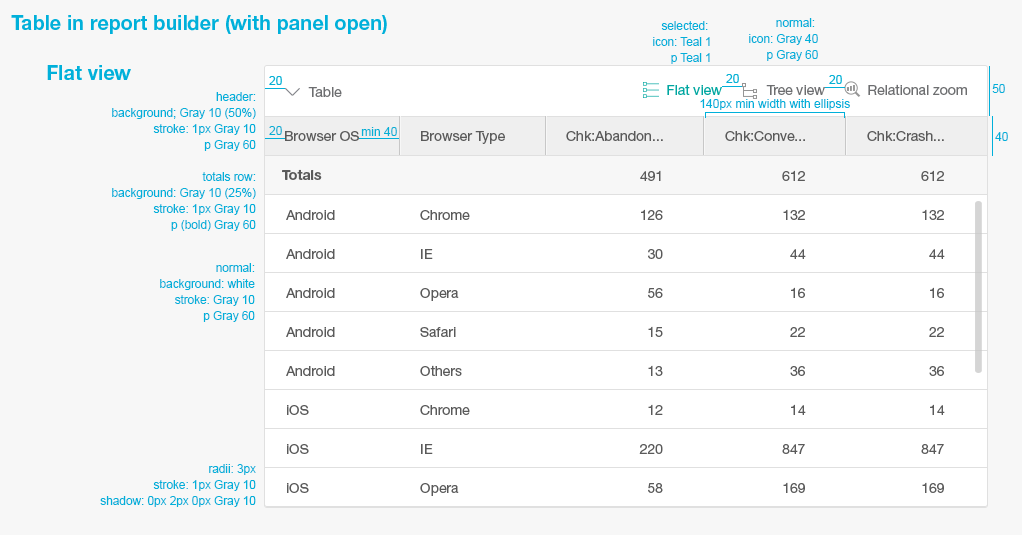 Table in report builder (with panel open)
selected:
icon: Teal 1
p Teal 1
normal:
icon: Gray 40
p Gray 60
Flat view
20
Table
Flat view
20
Tree view
20
Relational zoom
50
140px min width with ellipsis
header:
background; Gray 10 (50%)
stroke: 1px Gray 10
p Gray 60
20
Browser OS
min 40
Browser Type
Chk:Abandon...
Chk:Conve...
Chk:Crash...
40
totals row:
background: Gray 10 (25%)
stroke: 1px Gray 10
p (bold) Gray 60
Totals 491 612 612
Android Chrome 126 132 132
Android IE 30 44 44
normal:
background: white
stroke: Gray 10
p Gray 60
Android Opera 56 16 16
Android Safari 15 22 22
Android Others 13 36 36
iOS Chrome 12 14 14
iOS IE 220 847 847
iOS Opera 58 169 169
radii: 3px
stroke: 1px Gray 10
shadow: 0px 2px 0px Gray 10